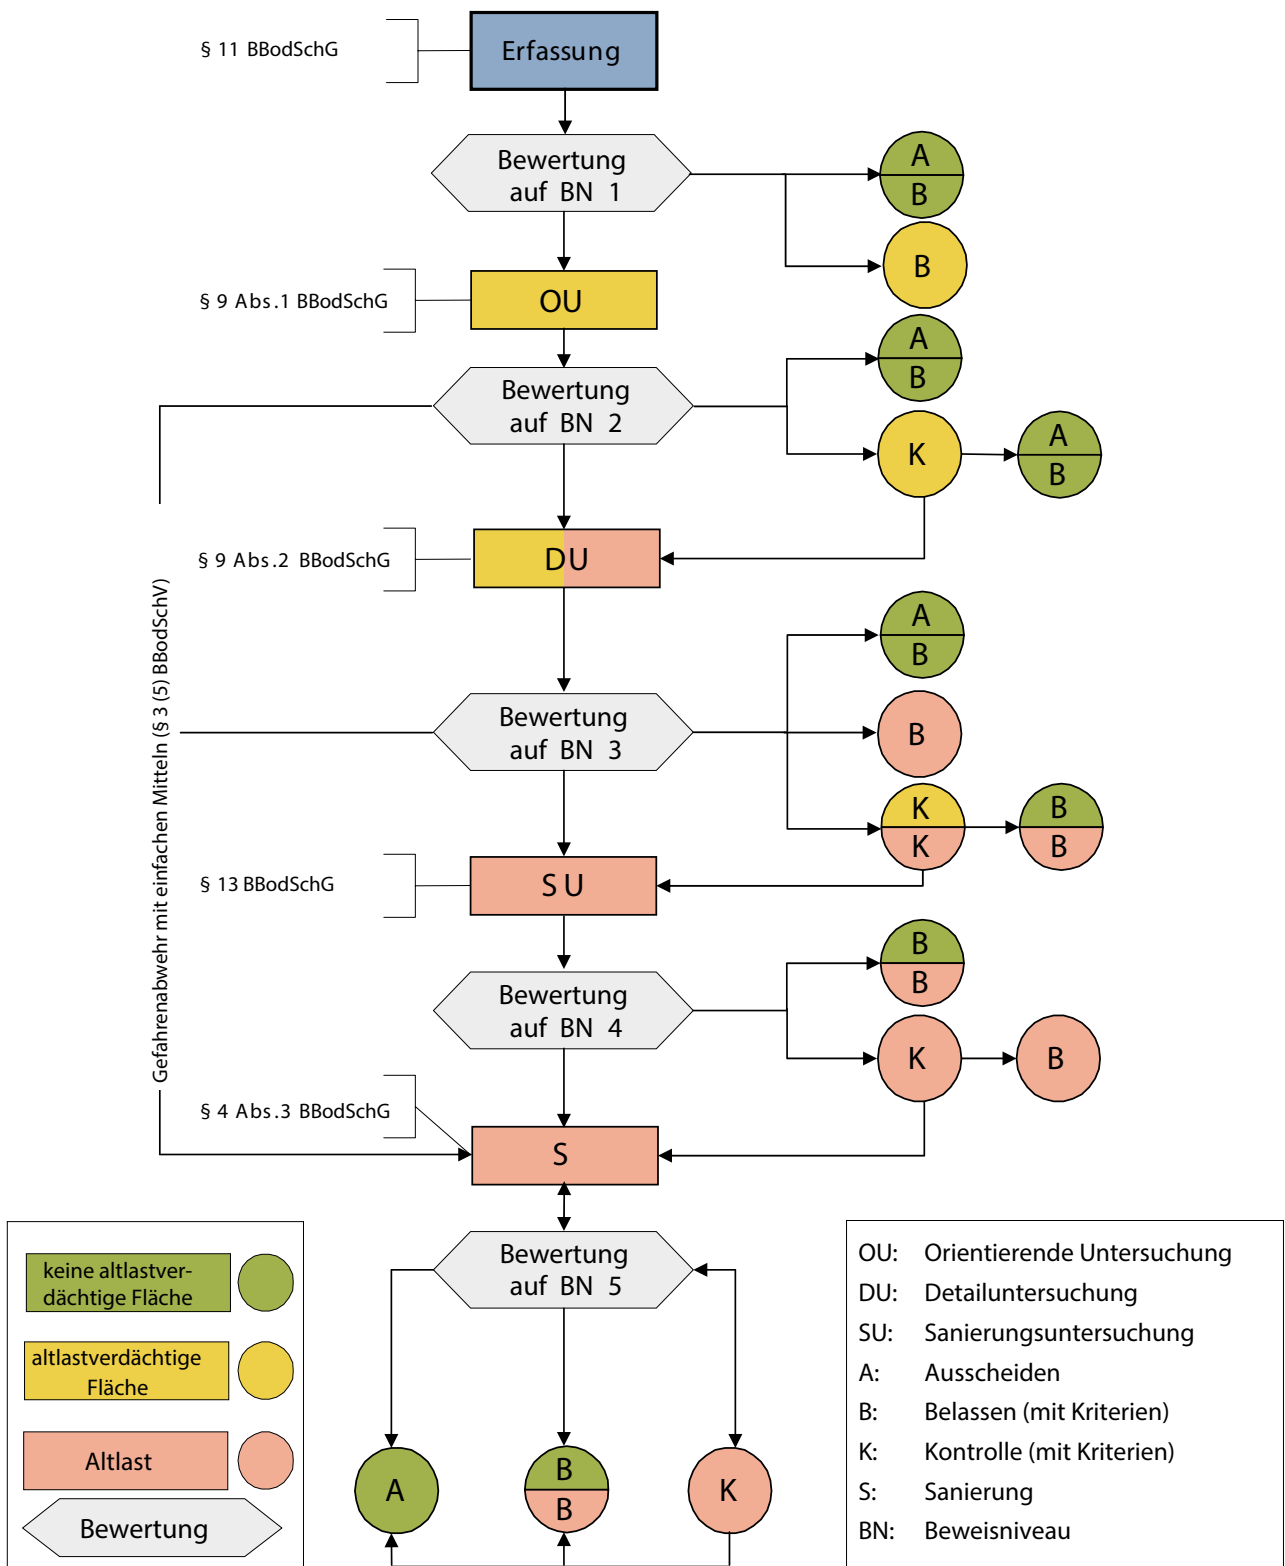 § 11 BBodSchG
Erfassung
Bewertung
auf BN 1
A
B
B
§ 9 Abs.1 BBodSchG
OU
A
B
Bewertung
auf BN 2
K
A
B
§ 9 Abs.2 BBodSchG
DU
Gefahrenabwehr mit einfachen Mitteln (§ 3 (5) BBodSchV)
A
B
Bewertung
auf BN 3
B
K
K
B
B
§ 13 BBodSchG
SU
B
B
Bewertung
auf BN 4
K
B
§ 4 Abs.3 BBodSchG
S
Bewertung
auf BN 5
A
B
B
K
keine altlastver-
dächtige Fläche
altlastverdächtige
Fläche
Altlast
Bewertung
OU: Orientierende Untersuchung
DU: Detailuntersuchung
SU: Sanierungsuntersuchung
A: Ausscheiden
B: Belassen (mit Kriterien)
K: Kontrolle (mit Kriterien)
S: Sanierung
BN: Beweisniveau